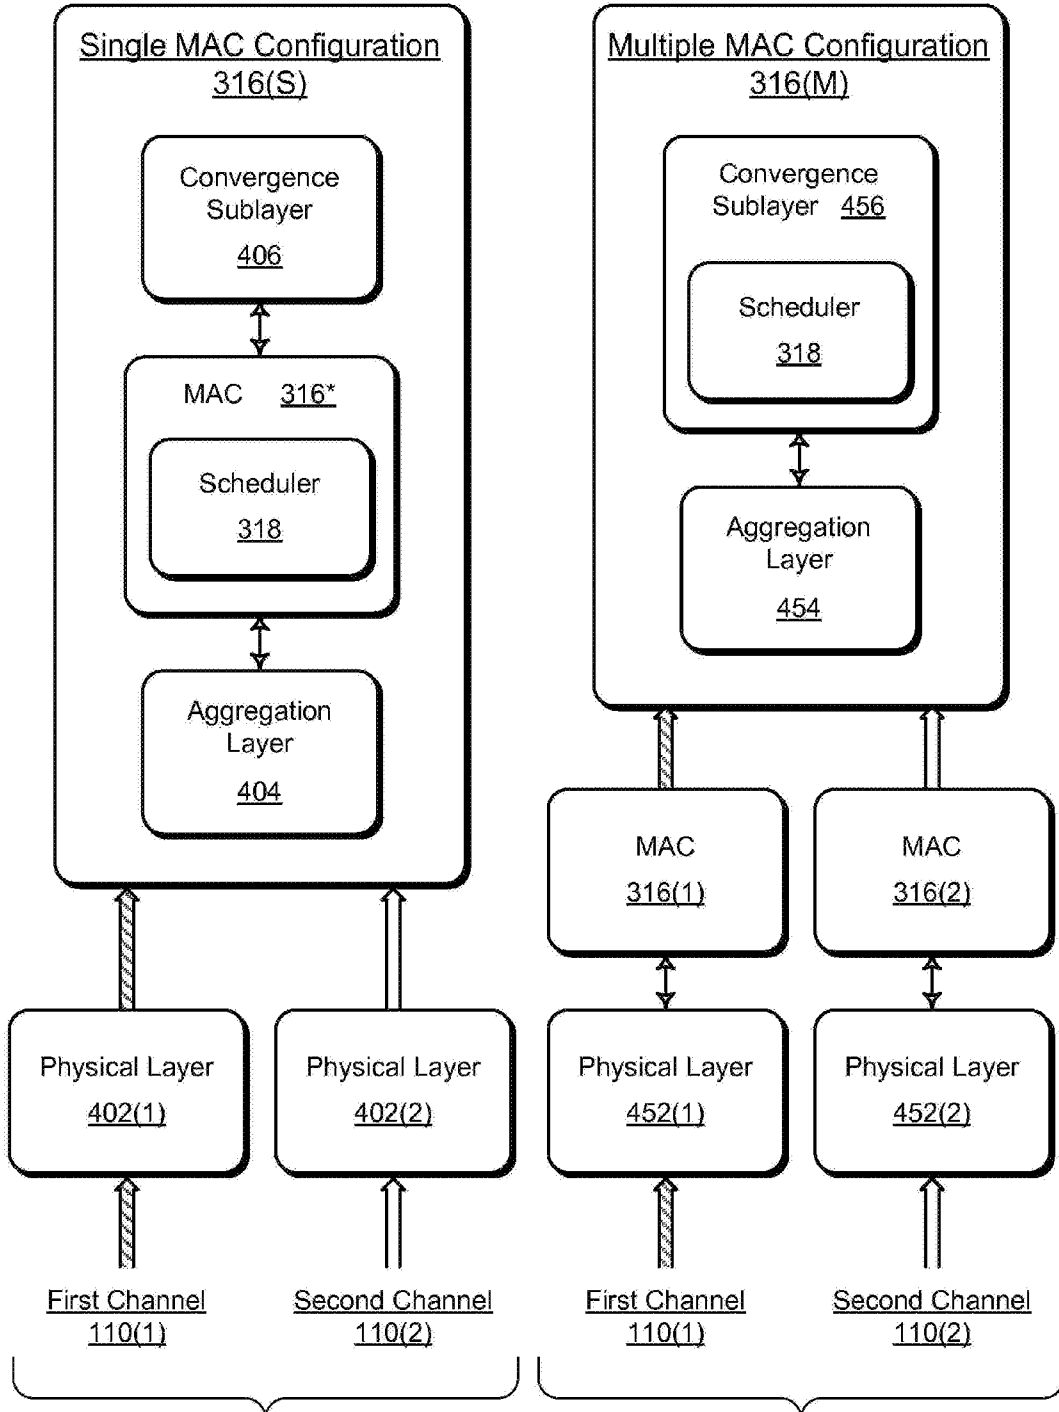 Single MAC Configuration
316(S)
Convergence
Sublayer
406
MAC 316*
Scheduler
318
Aggregation
Layer
404
Physical Layer
402(1)
Physical Layer
402(2)
First Channel
110(1)
Second Channel
110(2)
Multiple MAC Configuration
316(M)
Convergence
Sublayer 456
Scheduler
318
Aggregation
Layer
454
MAC
316(1)
MAC
316(2)
Physical Layer
452(1)
Physical Layer
452(2)
First Channel
110(1)
Second Channel
110(2)